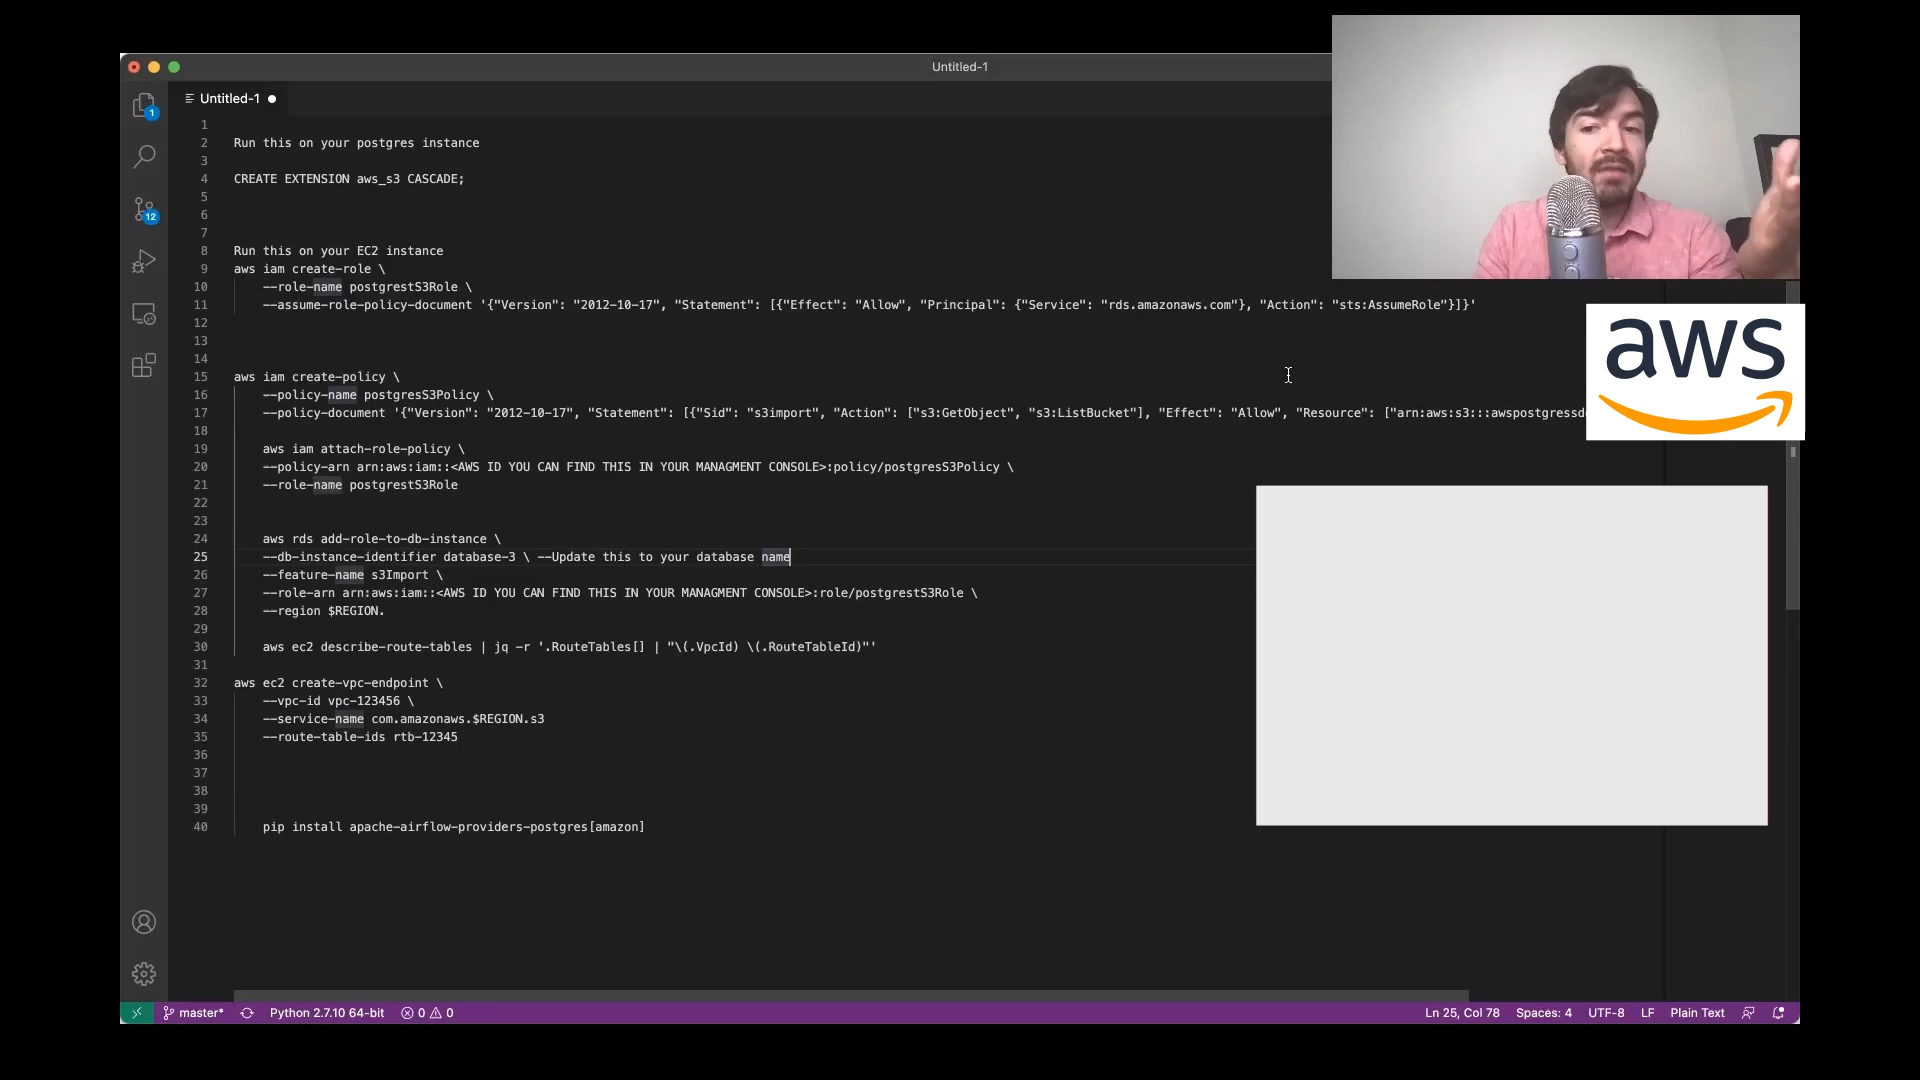 Untitled-1
Untitled-1
1
1
2 Run this on your postgres instance
3
4 CREATE EXTENSION aws_s3 CASCADE;
5
6
7
12
8 Run this on your EC2 instance
9 aws iam create-role \
10 --role-name postgrestS3Role \
11 --assume-role-policy-document '{"Version": "2012-10-17", "Statement": [{"Effect": "Allow", "Principal": {"Service": "rds.amazonaws.com"}, "Action": "sts:AssumeRole"}]}'
12
13
14
aws
15 aws iam create-policy \
16 --policy-name postgresS3Policy \
17 --policy-document '{"Version": "2012-10-17", "Statement": [{"Sid": "s3import", "Action": ["s3:GetObject", "s3:ListBucket"], "Effect": "Allow", "Resource": ["arn:aws:s3:::awspostgressd
18
19 aws iam attach-role-policy \
20 --policy-arn arn:aws:iam::<AWS ID YOU CAN FIND THIS IN YOUR MANAGMENT CONSOLE>:policy/postgresS3Policy \
21 --role-name postgrestS3Role
22
23
24 aws rds add-role-to-db-instance \
25 --db-instance-identifier database-3 \ --Update this to your database name
26 --feature-name s3Import \
27 --role-arn arn:aws:iam::<AWS ID YOU CAN FIND THIS IN YOUR MANAGMENT CONSOLE>:role/postgrestS3Role \
28 --region $REGION.
29
30 aws ec2 describe-route-tables | jq -r '.RouteTables[] | "\(.VpcId) \(.RouteTableId)"'
31
32 aws ec2 create-vpc-endpoint \
33 --vpc-id vpc-123456 \
34 --service-name com.amazonaws.$REGION.s3
35 --route-table-ids rtb-12345
36
37
38
39
40 pip install apache-airflow-providers-postgres[amazon]
master* Python 2.7.10 64-bit 0 0 Ln 25, Col 78 Spaces: 4 UTF-8 LF Plain Text